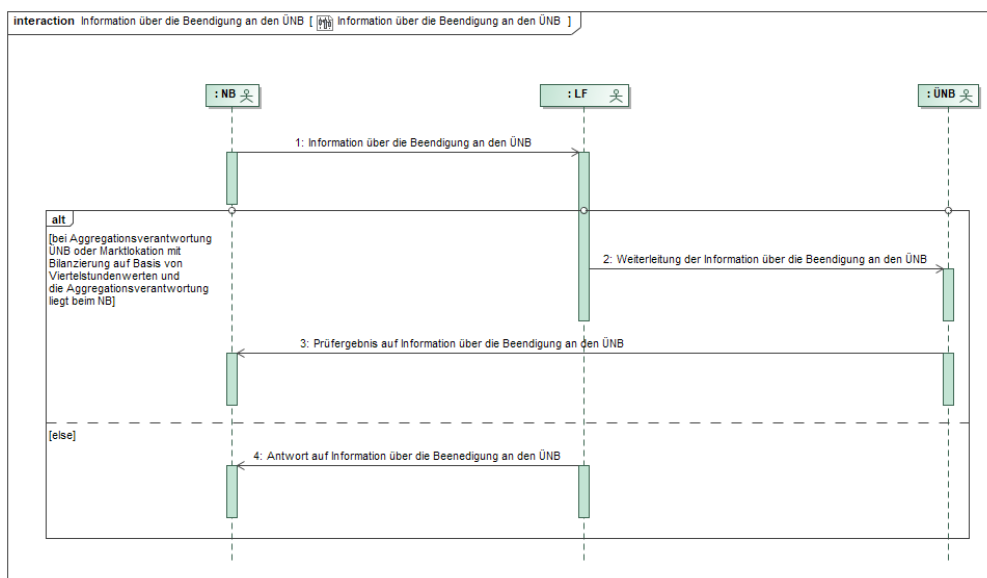 interaction Information über die Beendigung an den ÜNB [ Information über die Beendigung an den ÜNB ]
: NB
: LF
: ÜNB
1: Information über die Beendigung an den ÜNB
alt
[bei Aggregationsverantwortung
ÜNB oder Marktlokation mit
Bilanzierung auf Basis von
Viertelstundenwerten und
die Aggregationsverantwortung
liegt beim NB]
2: Weiterleitung der Information über die Beendigung an den ÜNB
3: Prüfergebnis auf Information über die Beendigung an den ÜNB
[else]
4: Antwort auf Information über die Beenedigung an den ÜNB